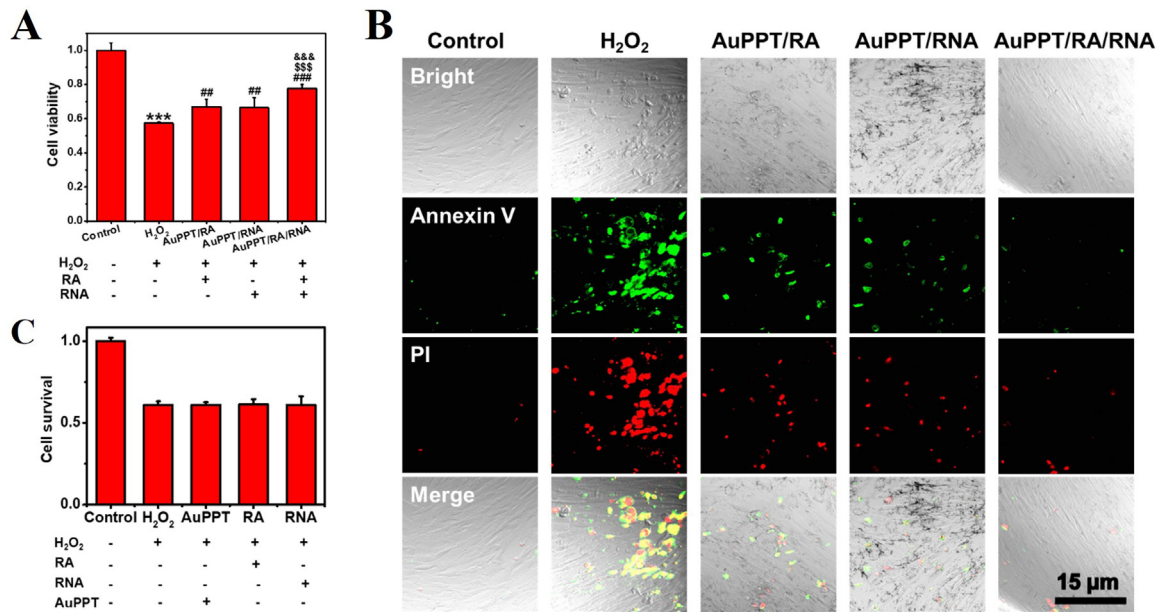 A
Cell viability
1.0
0.8
0.6
0.4
0.2
0.0
***
##
##
&&&
$$$
###
Control
H₂O₂
AuPPT/RA
AuPPT/RNA
AuPPT/RA/RNA
H₂O₂ - + + + +
RA - - + - +
RNA - - - + +
B
Control H₂O₂ AuPPT/RA AuPPT/RNA AuPPT/RA/RNA
Bright
Annexin V
PI
Merge
15 μm
C
Cell survival
1.0
0.5
0.0
Control H₂O₂ AuPPT RA RNA
H₂O₂ - + + + +
RA - - - + -
RNA - - - - +
AuPPT - - + - -